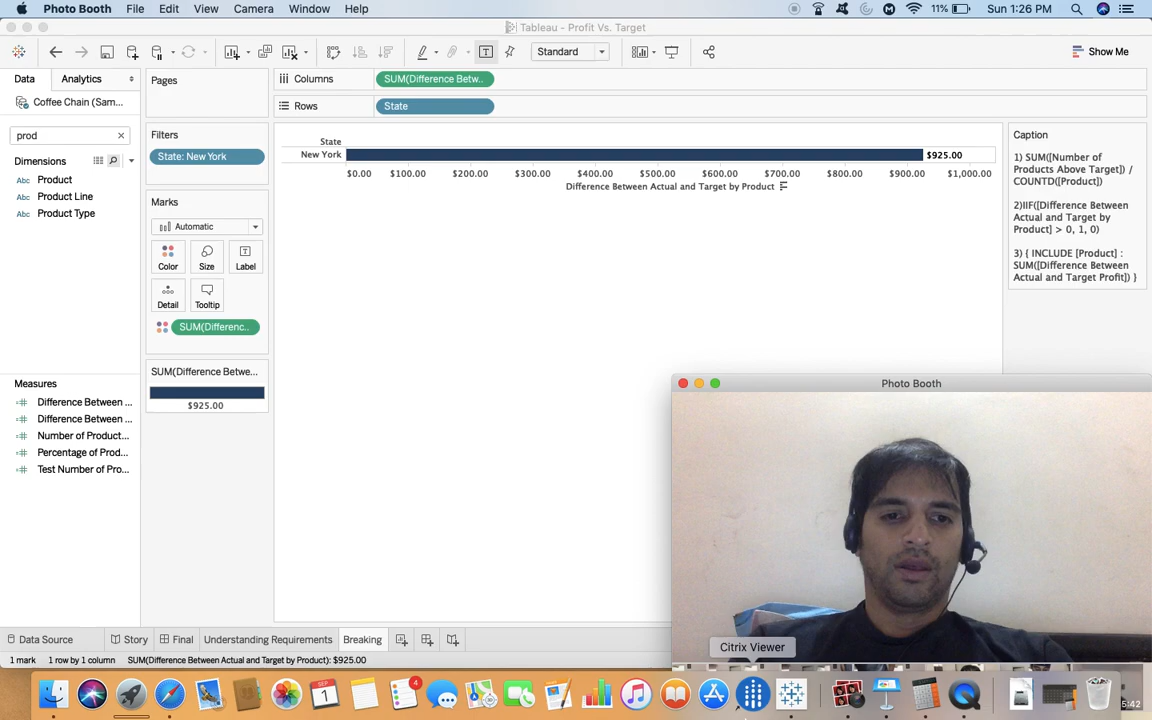 Photo Booth File Edit View Camera Window Help
11% Sun 1:26 PM
Tableau - Profit Vs. Target
Standard
Show Me
Data Analytics
Coffee Chain (Sam...
prod
Dimensions
Abc Product
Abc Product Line
Abc Product Type
Measures
Difference Between ...
Difference Between ...
Number of Product...
Percentage of Prod...
Test Number of Pro...
Pages
Filters
State: New York
Marks
Automatic
Color Size Label
Detail Tooltip
SUM(Differenc..
SUM(Difference Betwe...
$925.00
Columns SUM(Difference Betw..
Rows State
State
New York $925.00
$0.00 $100.00 $200.00 $300.00 $400.00 $500.00 $600.00 $700.00 $800.00 $900.00 $1,000.00
Difference Between Actual and Target by Product
Caption
1) SUM([Number of
Products Above Target]) /
COUNTD([Product])
2)IIF([Difference Between
Actual and Target by
Product] > 0, 1, 0)
3) { INCLUDE [Product] :
SUM([Difference Between
Actual and Target Profit]) }
Photo Booth
Citrix Viewer
Data Source Story Final Understanding Requirements Breaking
1 mark 1 row by 1 column SUM(Difference Between Actual and Target by Product): $925.00
SEP
1
4
5:42